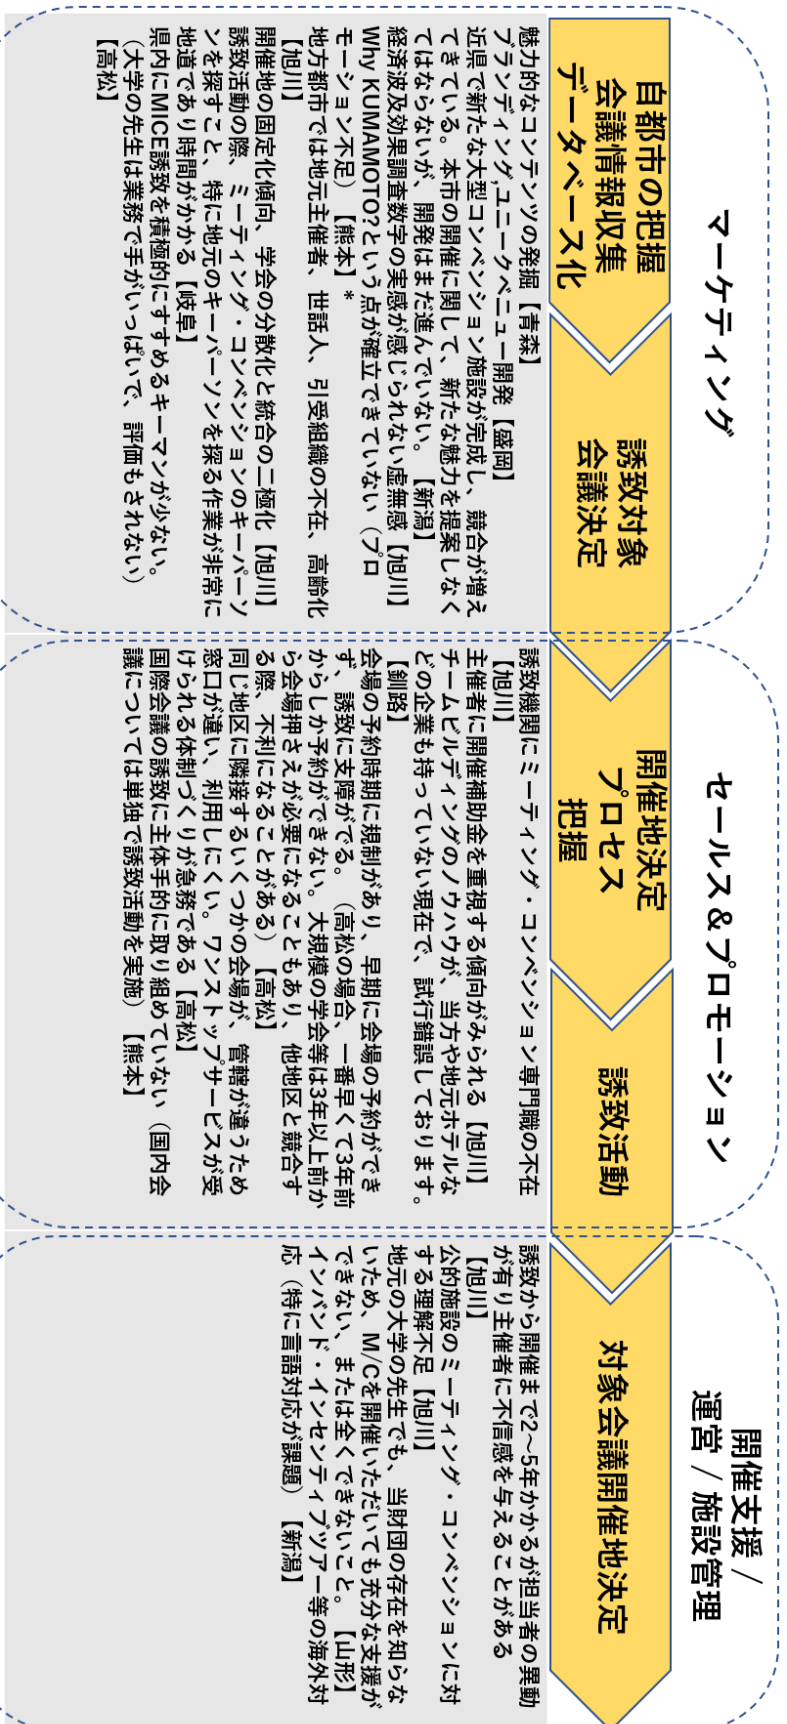 マーケティング
自都市の把握
会議情報収集
データベース化
誘致対象
会議決定
魅力的なコンテンツの発掘【青森】
ブランディング,ユニークベニュー開発【盛岡】
近県で新たな大型コンベンション施設が完成し、競合が増え
てきている。本市の開催に関して、新たな魅力を提案しなく
てはならないが、開発はまだ進んでいない。【新潟】
経済波及効果調査数字の実感が感じられない虚無感【旭川】
Why KUMAMOTO?という点が確立できていない（プロ
モーション不足）【熊本】*
地方都市では地元主催者、世話人、引受組織の不在、高齢化
【旭川】
開催地の固定化傾向、学会の分散化と統合の二極化【旭川】
誘致活動の際、ミーティング・コンベンションのキーパーソ
ンを探すこと、特に地元のキーパーソンを探る作業が非常に
地道であり時間がかかる【岐阜】
県内にMICE誘致を積極的にすすめるキーマンが少ない。
（大学の先生は業務で手がいっぱいで、評価もされない）
【高松】
セールス＆プロモーション
開催地決定
プロセス
把握
誘致活動
誘致機関にミーティング・コンベンション専門職の不在
【旭川】
主催者に開催補助金を重視する傾向がみられる【旭川】
チームビルディングのノウハウが、当方や地元ホテルな
どの企業も持っていない現在で、試行錯誤しております。
【釧路】
会場の予約時期に規制があり、早期に会場の予約ができ
ず、誘致に支障がでる。（高松の場合、一番早くて3年前
からしか予約ができない。大規模の学会等は3年以上前か
ら会場押さえが必要になることもあり、他地区と競合す
る際、不利になることがある）【高松】
同じ地区に隣接するいくつかの会場が、管轄が違うため
窓口が違い、利用しにくい。ワンストップサービスが受
けられる体制づくりが急務である【高松】
国際会議の誘致に主体手的に取り組めていない（国内会
議については単独で誘致活動を実施）【熊本】
開催支援 /
運営 / 施設管理
対象会議開催地決定
誘致から開催まで2〜5年かかるが担当者の異動
が有り主催者に不信感を与えることがある
【旭川】
公的施設のミーティング・コンベンションに対
する理解不足【旭川】
地元の大学の先生でも、当財団の存在を知らな
いため、M/Cを開催いただいても充分な支援が
できない、または全くできないこと。【山形】
インバンド・インセンティブツアー等の海外対
応（特に言語対応が課題）【新潟】